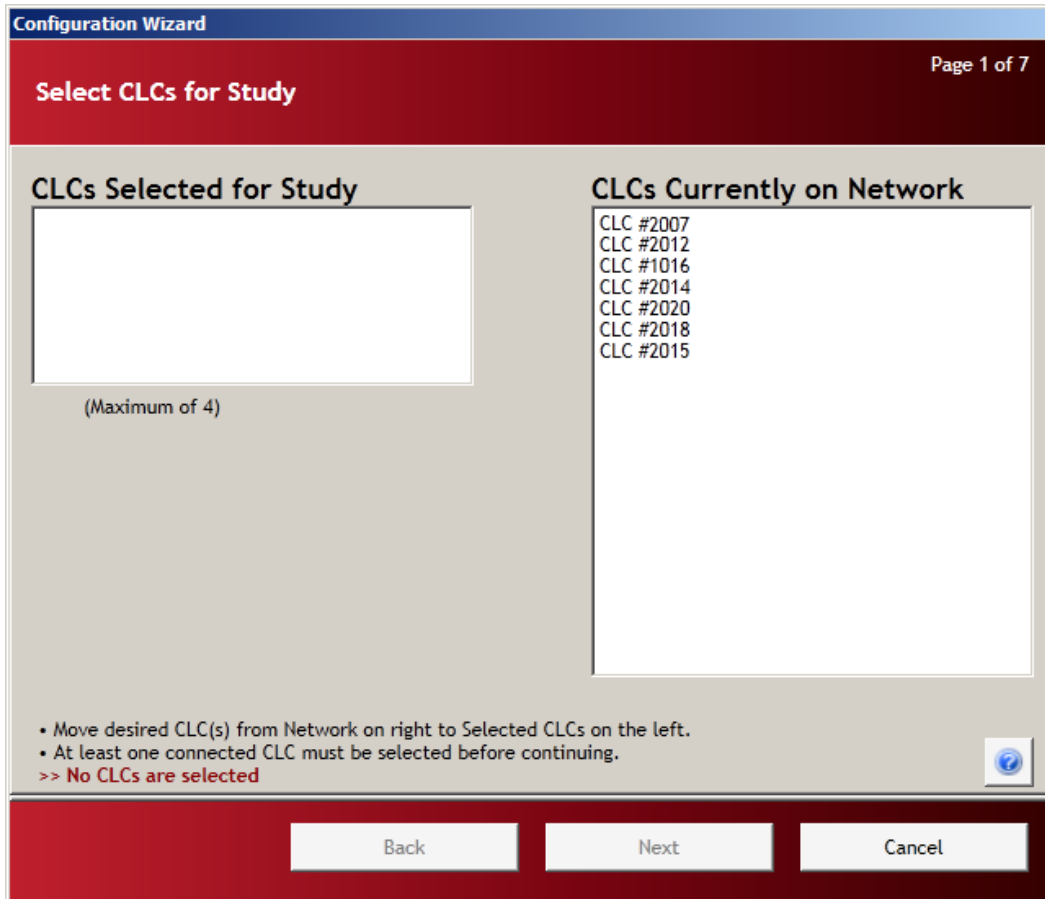 Configuration Wizard
Page 1 of 7
Select CLCs for Study
CLCs Selected for Study
(Maximum of 4)
CLCs Currently on Network
CLC #2007
CLC #2012
CLC #1016
CLC #2014
CLC #2020
CLC #2018
CLC #2015
• Move desired CLC(s) from Network on right to Selected CLCs on the left.
• At least one connected CLC must be selected before continuing.
>> No CLCs are selected
?
Back
Next
Cancel